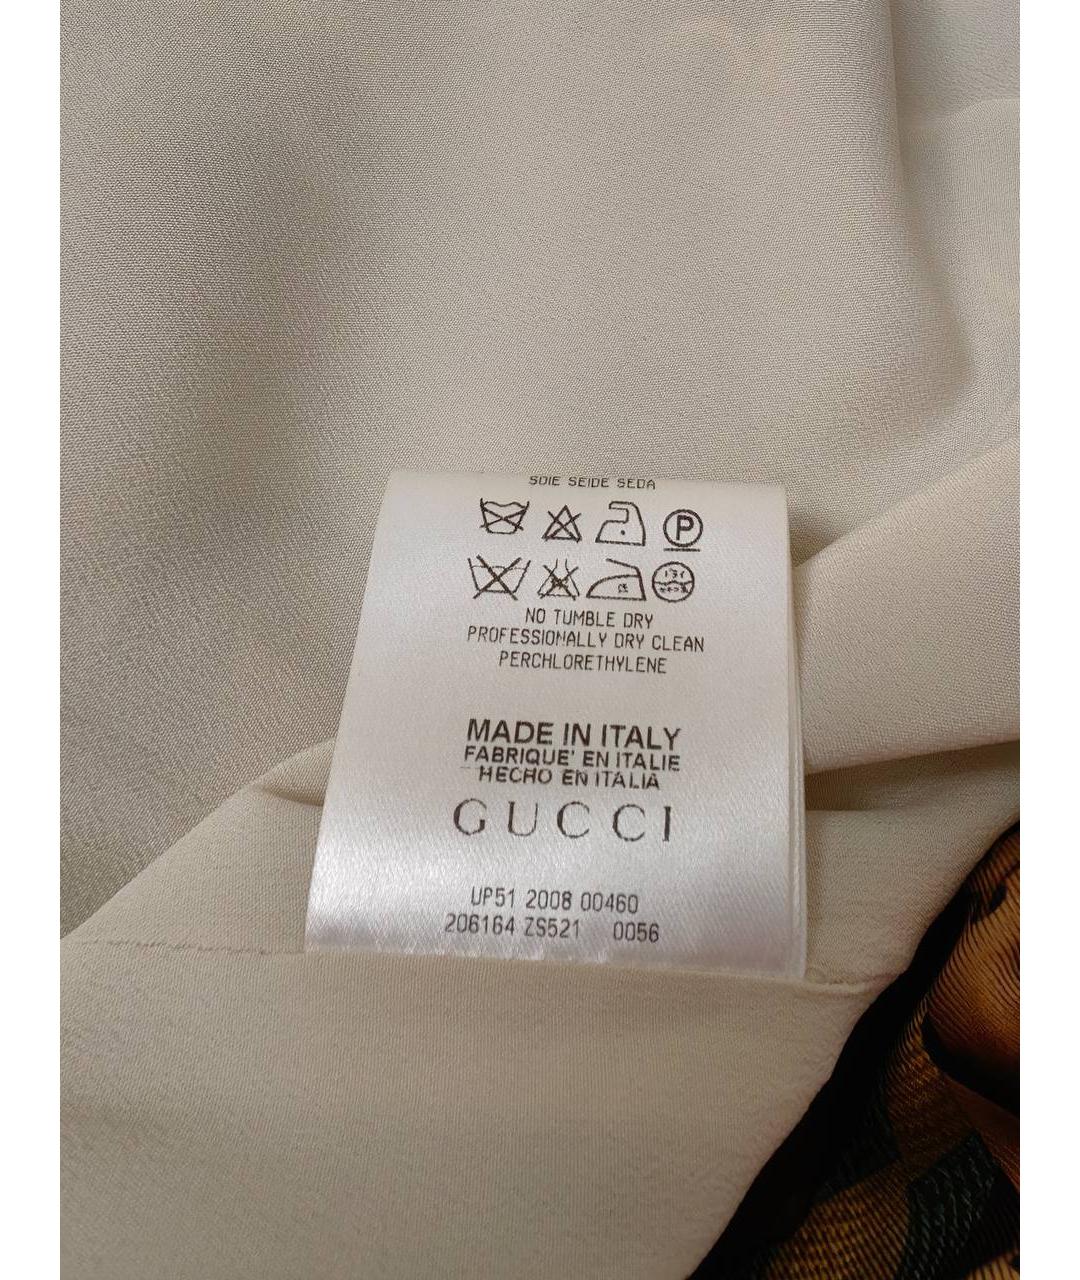 SOIE SEIDE SEDA
P
NO TUMBLE DRY
PROFESSIONALLY DRY CLEAN
PERCHLORETHYLENE
MADE IN ITALY
FABRIQUE' EN ITALIE
HECHO EN ITALIA
GUCCI
UP51 2008 00460
206164 ZS521 0056